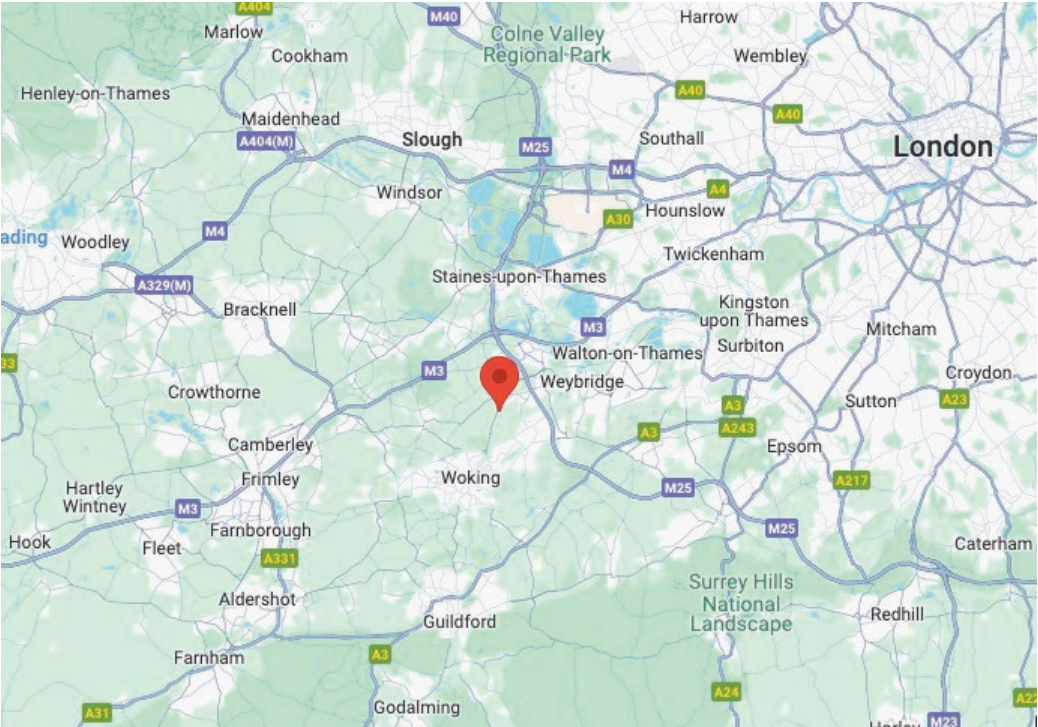 A404
M40
Harrow
Marlow
Colne Valley
Regional Park
Cookham
Wembley
Henley-on-Thames
A40
Maidenhead
A40
A404(M)
Slough
Southall
London
M25
M4
Windsor
A4
Hounslow
A30
M4
ading
Woodley
Twickenham
Staines-upon-Thames
A329(M)
Bracknell
Kingston
upon Thames
M3
Mitcham
Surbiton
Walton-on-Thames
33
M3
Weybridge
Croydon
Crowthorne
Sutton
A23
A3
A243
A3
Camberley
Epsom
Woking
Frimley
A217
Hartley
Wintney
M25
M3
Farnborough
M25
Hook
Fleet
A331
Caterham
Surrey Hills
National
Landscape
Aldershot
Redhill
Guildford
A3
Farnham
A24
A22
Godalming
A31
M23